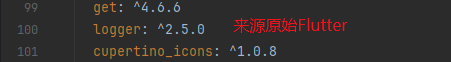 99 get: ^4.6.6
100 logger: ^2.5.0 来源原始Flutter
101 cupertino_icons: ^1.0.8